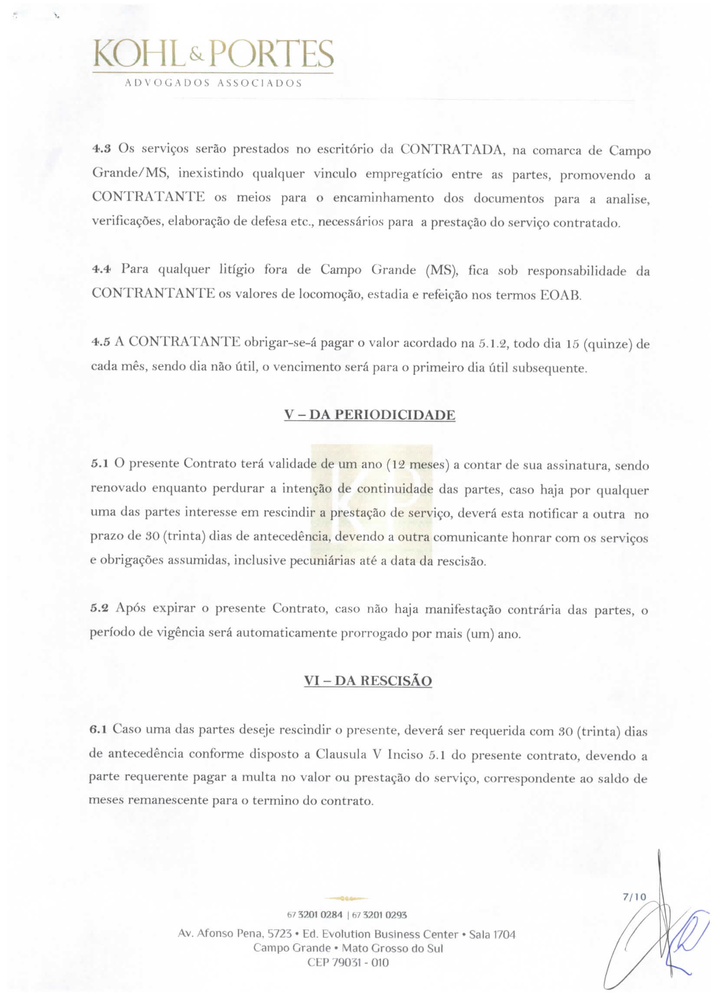 KOHL & PORTES
ADVOGADOS ASSOCIADOS
4.3 Os serviços serão prestados no escritório da CONTRATADA, na comarca de Campo
Grande/MS, inexistindo qualquer vinculo empregatício entre as partes, promovendo a
CONTRATANTE os meios para o encaminhamento dos documentos para a analise,
verificações, elaboração de defesa etc., necessários para a prestação do serviço contratado.
4.4 Para qualquer litígio fora de Campo Grande (MS), fica sob responsabilidade da
CONTRANTANTE os valores de locomoção, estadia e refeição nos termos EOAB.
4.5 A CONTRATANTE obrigar-se-á pagar o valor acordado na 5.1.2, todo dia 15 (quinze) de
cada mês, sendo dia não útil, o vencimento será para o primeiro dia útil subsequente.
V – DA PERIODICIDADE
5.1 O presente Contrato terá validade de um ano (12 meses) a contar de sua assinatura, sendo
renovado enquanto perdurar a intenção de continuidade das partes, caso haja por qualquer
uma das partes interesse em rescindir a prestação de serviço, deverá esta notificar a outra no
prazo de 30 (trinta) dias de antecedência, devendo a outra comunicante honrar com os serviços
e obrigações assumidas, inclusive pecuniárias até a data da rescisão.
KP
5.2 Após expirar o presente Contrato, caso não haja manifestação contrária das partes, o
período de vigência será automaticamente prorrogado por mais (um) ano.
VI – DA RESCISÃO
6.1 Caso uma das partes deseje rescindir o presente, deverá ser requerida com 30 (trinta) dias
de antecedência conforme disposto a Clausula V Inciso 5.1 do presente contrato, devendo a
parte requerente pagar a multa no valor ou prestação do serviço, correspondente ao saldo de
meses remanescente para o termino do contrato.
7/10
67 3201 0284 | 67 3201 0293
Av. Afonso Pena, 5723 • Ed. Evolution Business Center • Sala 1704
Campo Grande • Mato Grosso do Sul
CEP 79031 - 010